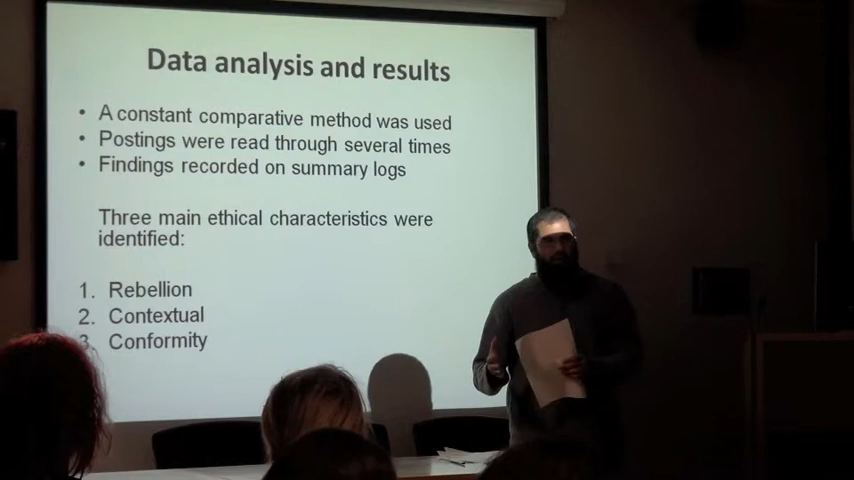 Data analysis and results
• A constant comparative method was used
• Postings were read through several times
• Findings recorded on summary logs
Three main ethical characteristics were
identified:
1. Rebellion
2. Contextual
3. Conformity